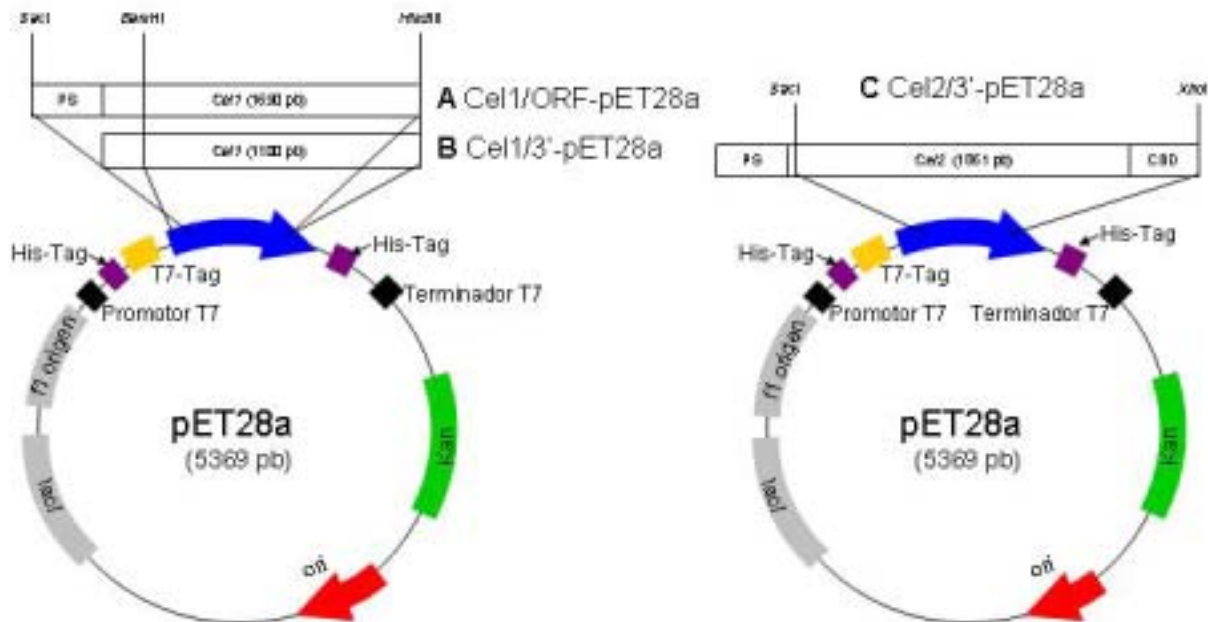 SacI BamHI HindIII
PS
A Cel1/ORF-pET28a
B Cel1/3'-pET28a
His-Tag
T7-Tag
His-Tag
Promotor T7
Terminador T7
f1 origen
pET28a
(5369 pb)
lacI
Kan
ori
C Cel2/3'-pET28a
SacI XhoI
PS Cel2 CBD
His-Tag
T7-Tag
His-Tag
Promotor T7
Terminador T7
f1 origen
pET28a
(5369 pb)
lacI
Kan
ori